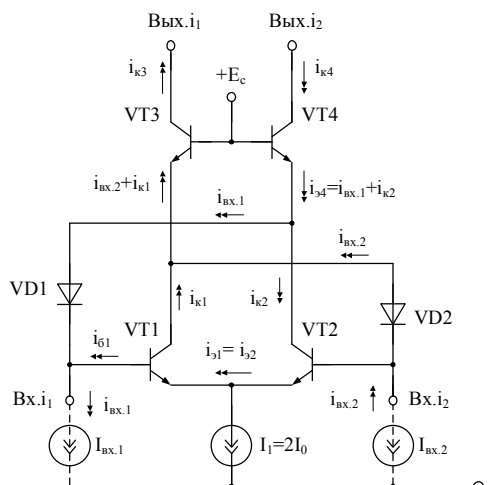 Вых.i₁ Вых.i₂
iк3 +Eс iк4
VT3 VT4
iвх.2+iк1 iэ4=iвх.1+iк2
iвх.1
iвх.2
VD1 iк1 iк2 VD2
iб1 VT1 iэ1= iэ2 VT2
Вх.i₁ iвх.1 iвх.2 Вх.i₂
Iвх.1 I₁=2I₀ Iвх.2